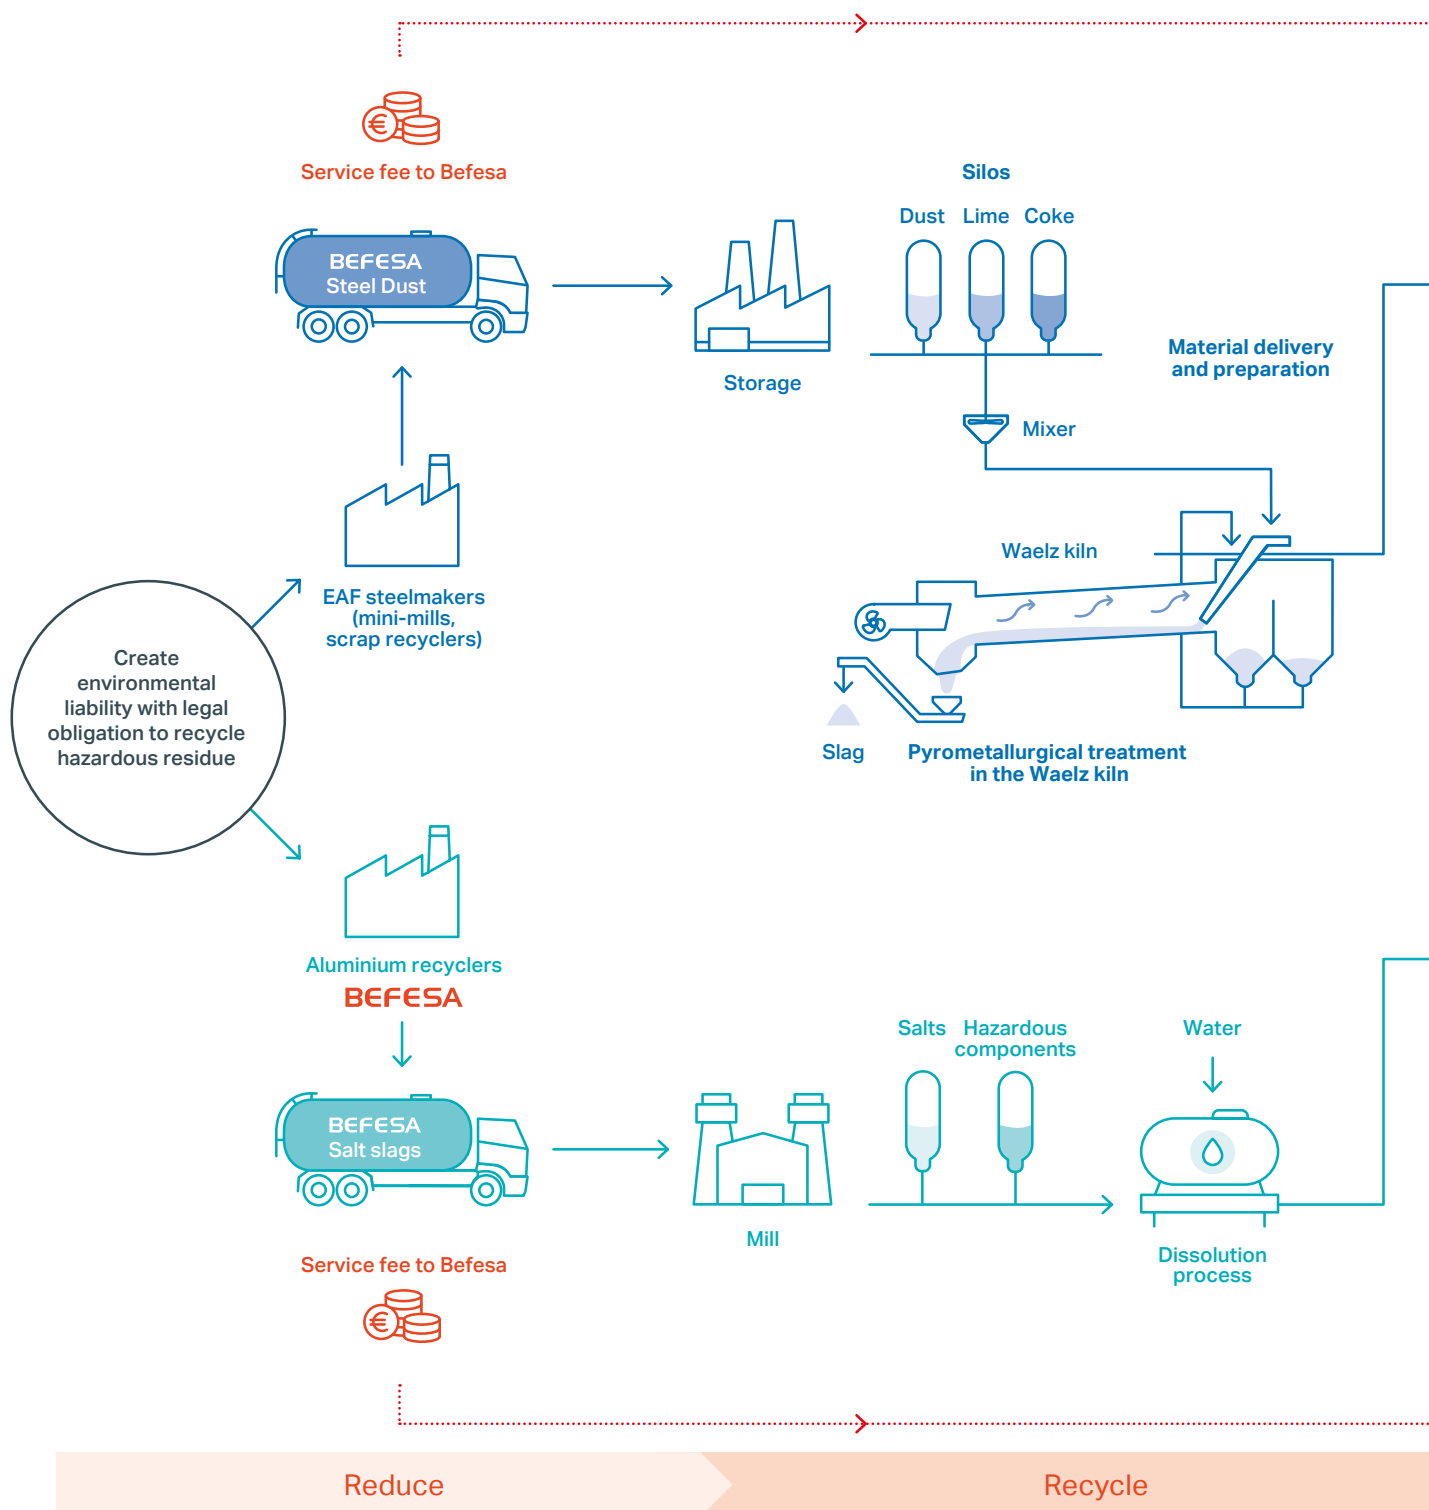 Service fee to Befesa
BEFESA
Steel Dust
Silos
Dust Lime Coke
Storage
Material delivery
and preparation
Mixer
Waelz kiln
EAF steelmakers
(mini-mills,
scrap recyclers)
Create
environmental
liability with legal
obligation to recycle
hazardous residue
Slag
Pyrometallurgical treatment
in the Waelz kiln
Aluminium recyclers
BEFESA
BEFESA
Salt slags
Salts
Hazardous
components
Water
Mill
Dissolution
process
Service fee to Befesa
Reduce
Recycle